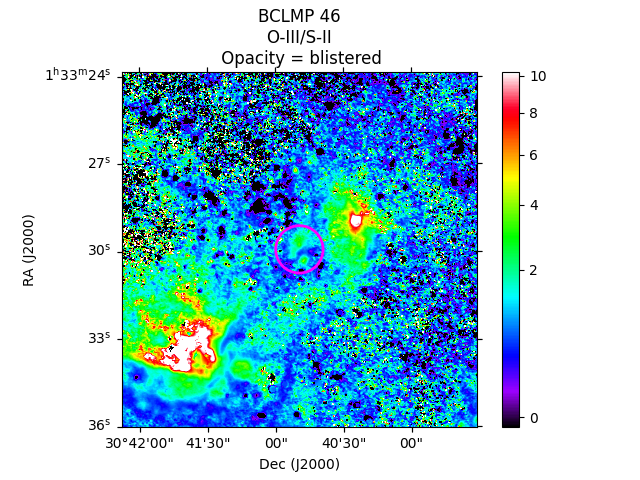 BCLMP 46
O-III/S-II
Opacity = blistered
1ʰ33ᵐ24ˢ
27ˢ
30ˢ
33ˢ
36ˢ
RA (J2000)
30°42'00" 41'30" 00" 40'30" 00"
Dec (J2000)
10
8
6
4
2
0